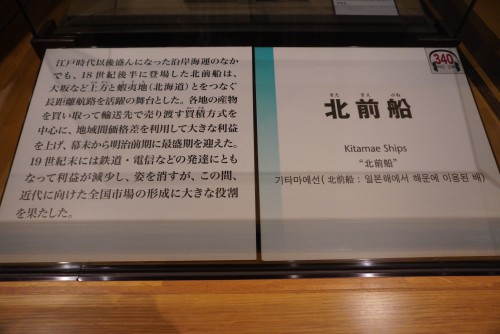 江戸時代以後盛んになった沿岸海運のなか
でも、18世紀後半に登場した北前船は、
大坂など上方と蝦夷地（北海道）とをつなぐ
長距離航路を活躍の舞台とした。各地の産物
を買い取って輸送先で売り渡す買積方式を
中心に、地域間価格差を利用して大きな利益
を上げ、幕末から明治前期に最盛期を迎えた。
19世紀末には鉄道・電信などの発達にとも
なって利益が減少し、姿を消すが、この間、
近代に向けた全国市場の形成に大きな役割
を果たした。
340
きた まえ ぶね
北前船
Kitamae Ships
“北前船”
기타마에선( 北前船 : 일본해에서 해운에 이용된 배)